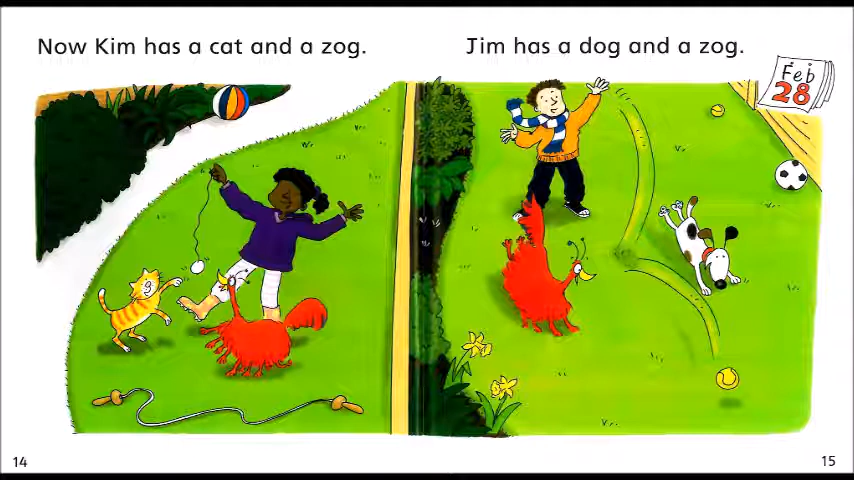 Now Kim has a cat and a zog.
Jim has a dog and a zog.
Feb
28
14
15